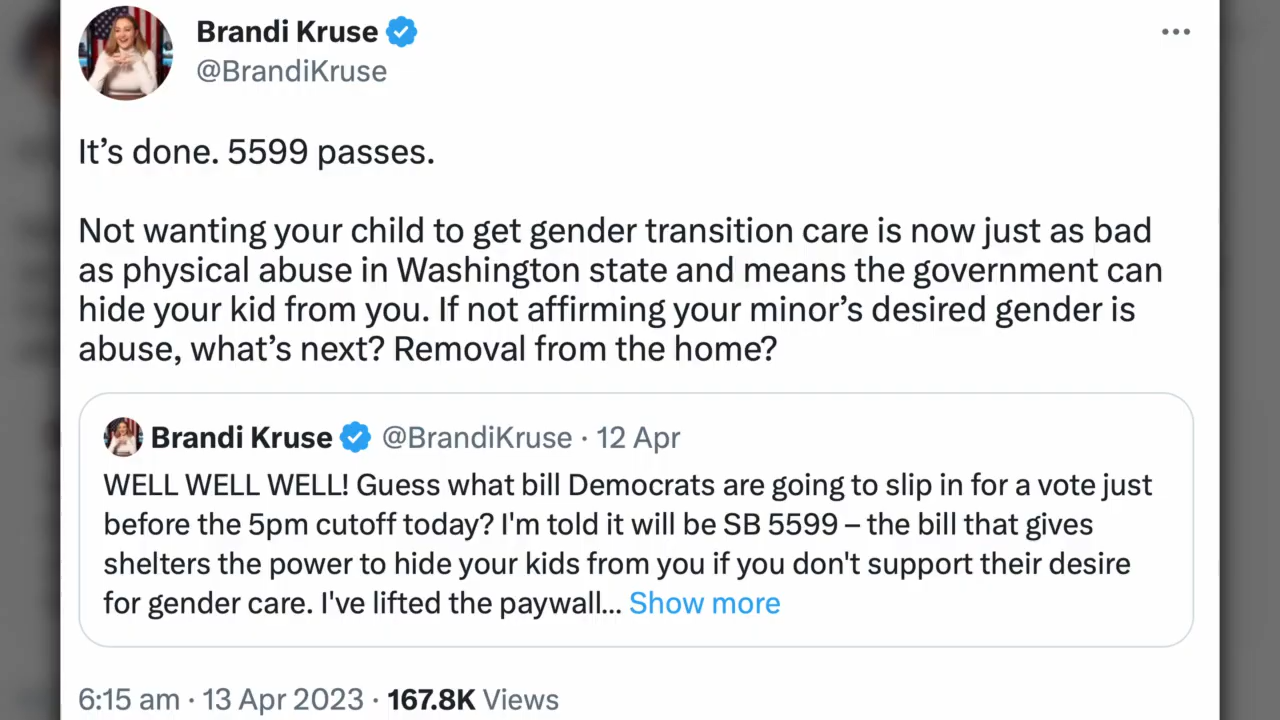 Brandi Kruse
@BrandiKruse
It’s done. 5599 passes.
Not wanting your child to get gender transition care is now just as bad
as physical abuse in Washington state and means the government can
hide your kid from you. If not affirming your minor’s desired gender is
abuse, what’s next? Removal from the home?
Brandi Kruse @BrandiKruse · 12 Apr
WELL WELL WELL! Guess what bill Democrats are going to slip in for a vote just
before the 5pm cutoff today? I'm told it will be SB 5599 – the bill that gives
shelters the power to hide your kids from you if you don't support their desire
for gender care. I've lifted the paywall... Show more
6:15 am · 13 Apr 2023 · 167.8K Views